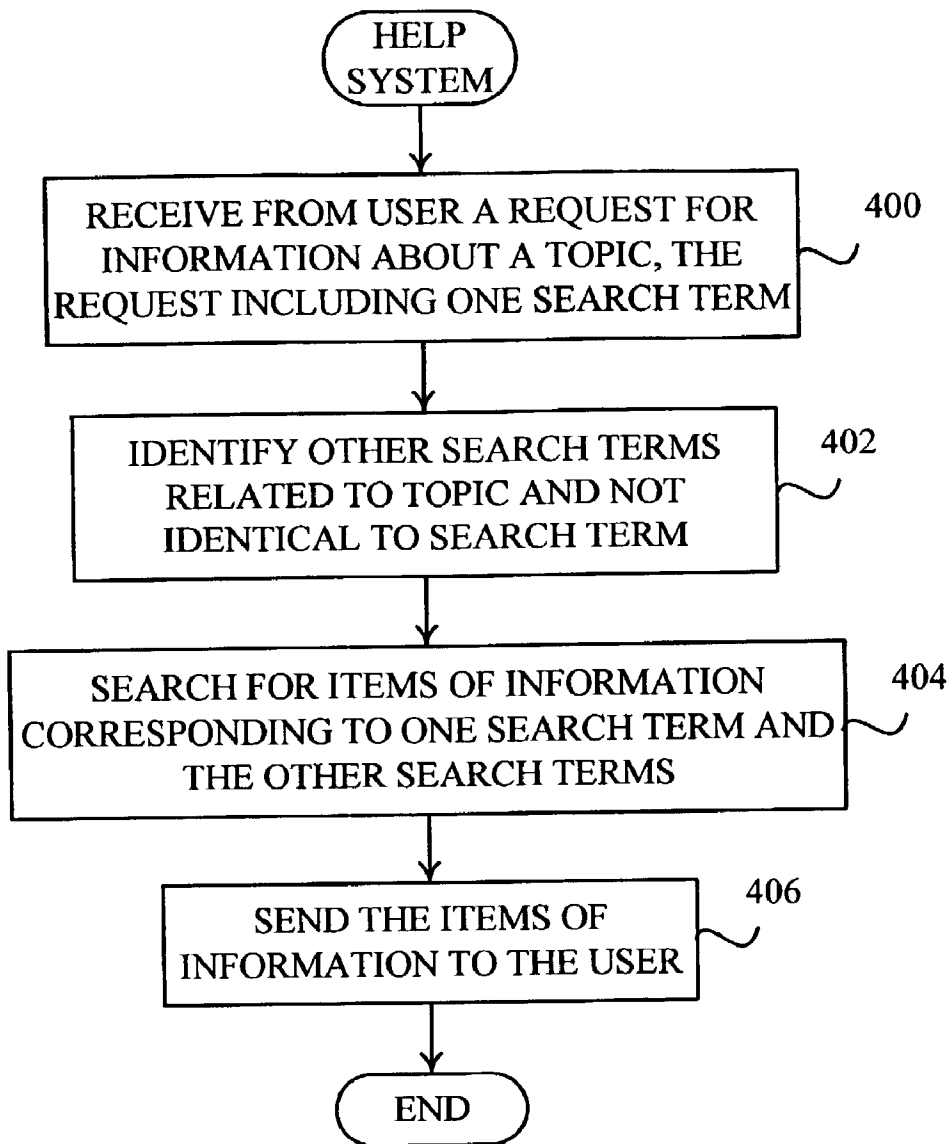 HELP
SYSTEM
RECEIVE FROM USER A REQUEST FOR
INFORMATION ABOUT A TOPIC, THE
REQUEST INCLUDING ONE SEARCH TERM
400
IDENTIFY OTHER SEARCH TERMS
RELATED TO TOPIC AND NOT
IDENTICAL TO SEARCH TERM
402
SEARCH FOR ITEMS OF INFORMATION
CORRESPONDING TO ONE SEARCH TERM AND
THE OTHER SEARCH TERMS
404
SEND THE ITEMS OF
INFORMATION TO THE USER
406
END